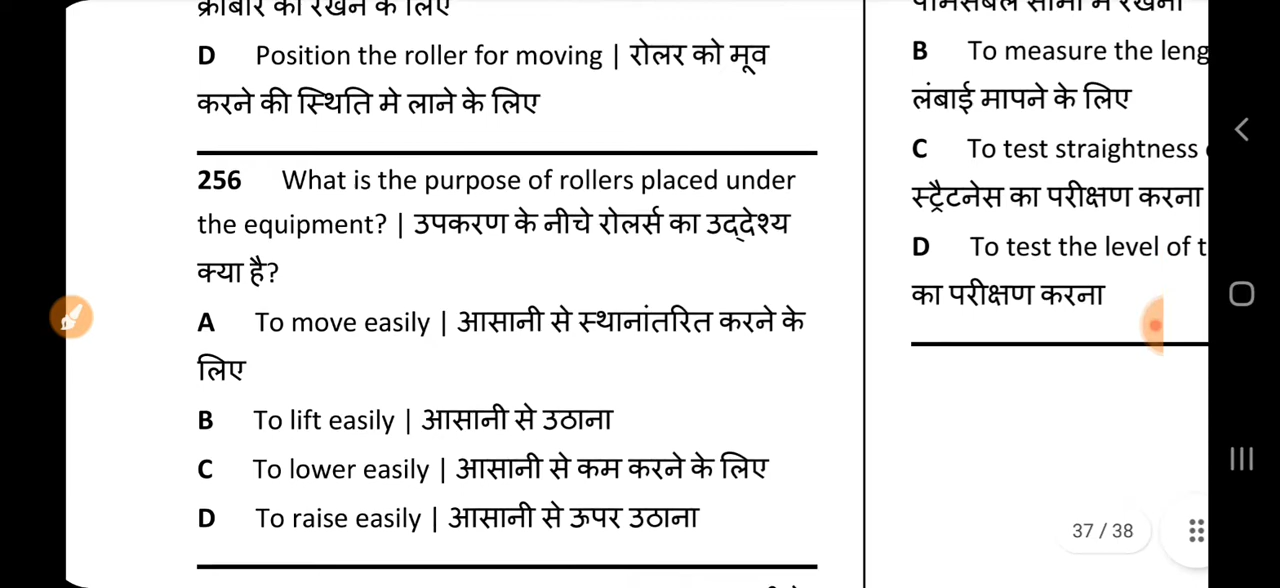 क्रोबार को रखने के लिए
D Position the roller for moving | रोलर को मूव
करने की स्थिति मे लाने के लिए
256 What is the purpose of rollers placed under
the equipment? | उपकरण के नीचे रोलर्स का उद्देश्य
क्या है?
A To move easily | आसानी से स्थानांतरित करने के
लिए
B To lift easily | आसानी से उठाना
C To lower easily | आसानी से कम करने के लिए
D To raise easily | आसानी से ऊपर उठाना
B To measure the leng
लंबाई मापने के लिए
C To test straightness
स्ट्रैटनेस का परीक्षण करना
D To test the level of t
का परीक्षण करना
37 / 38